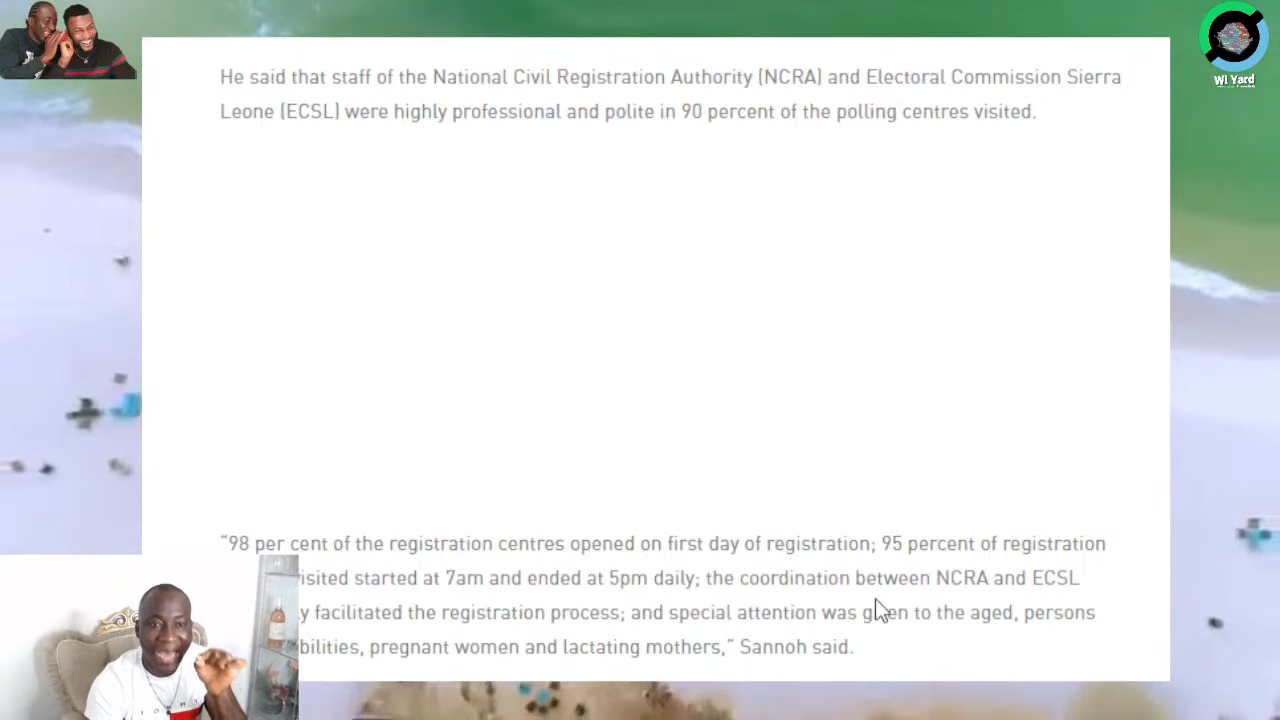 He said that staff of the National Civil Registration Authority (NCRA) and Electoral Commission Sierra
Leone (ECSL) were highly professional and polite in 90 percent of the polling centres visited.
“98 per cent of the registration centres opened on first day of registration; 95 percent of registration
started at 7am and ended at 5pm daily; the coordination between NCRA and ECSL
facilitated the registration process; and special attention was given to the aged, persons
pregnant women and lactating mothers,” Sannoh said.
WI Yard